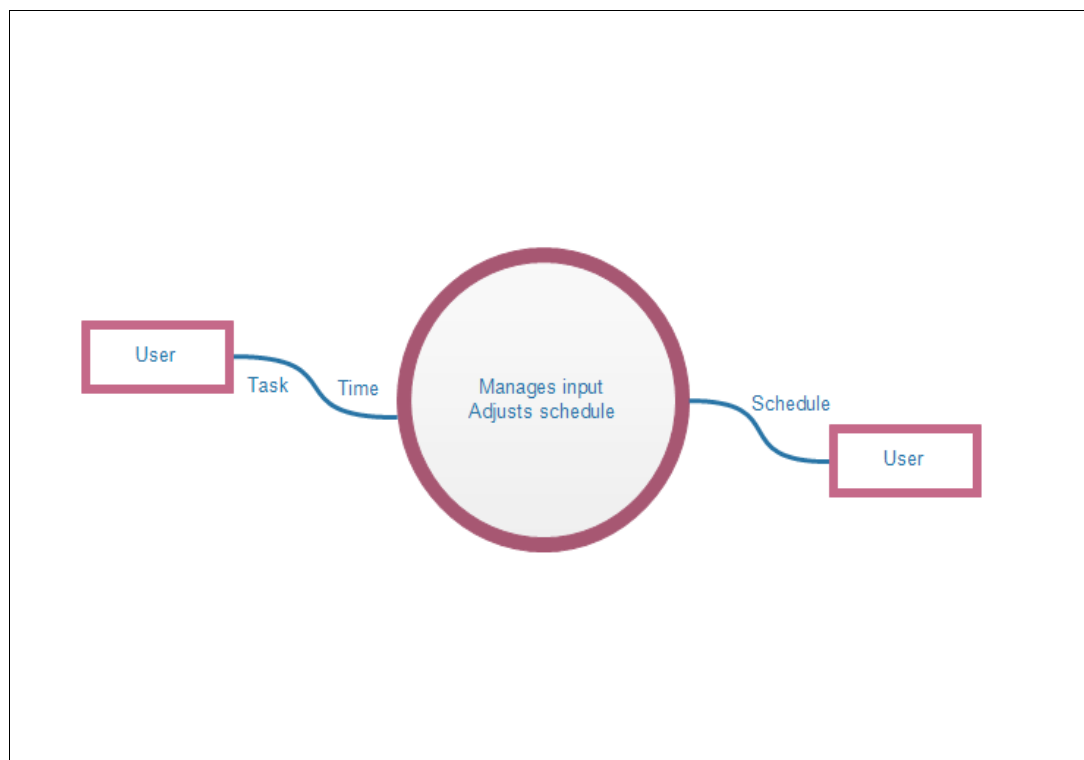 User
Task
Time
Manages input
Adjusts schedule
Schedule
User